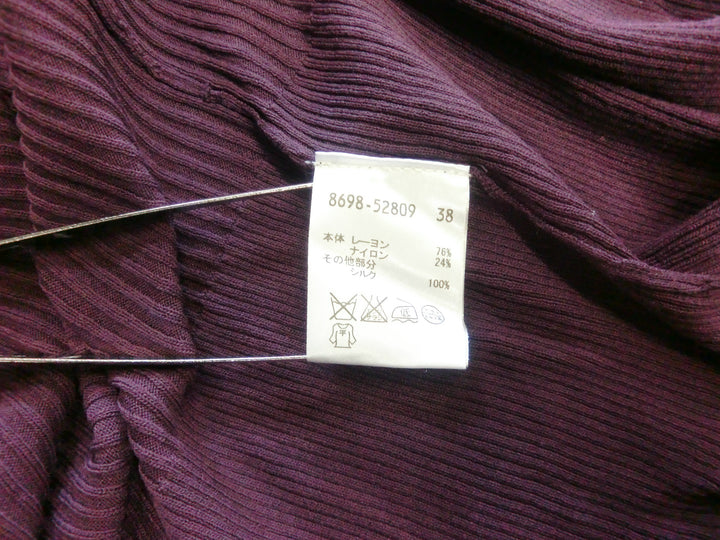 8698-52809 38
本体 レーヨン 76%
ナイロン 24%
その他部分
シルク 100%
平